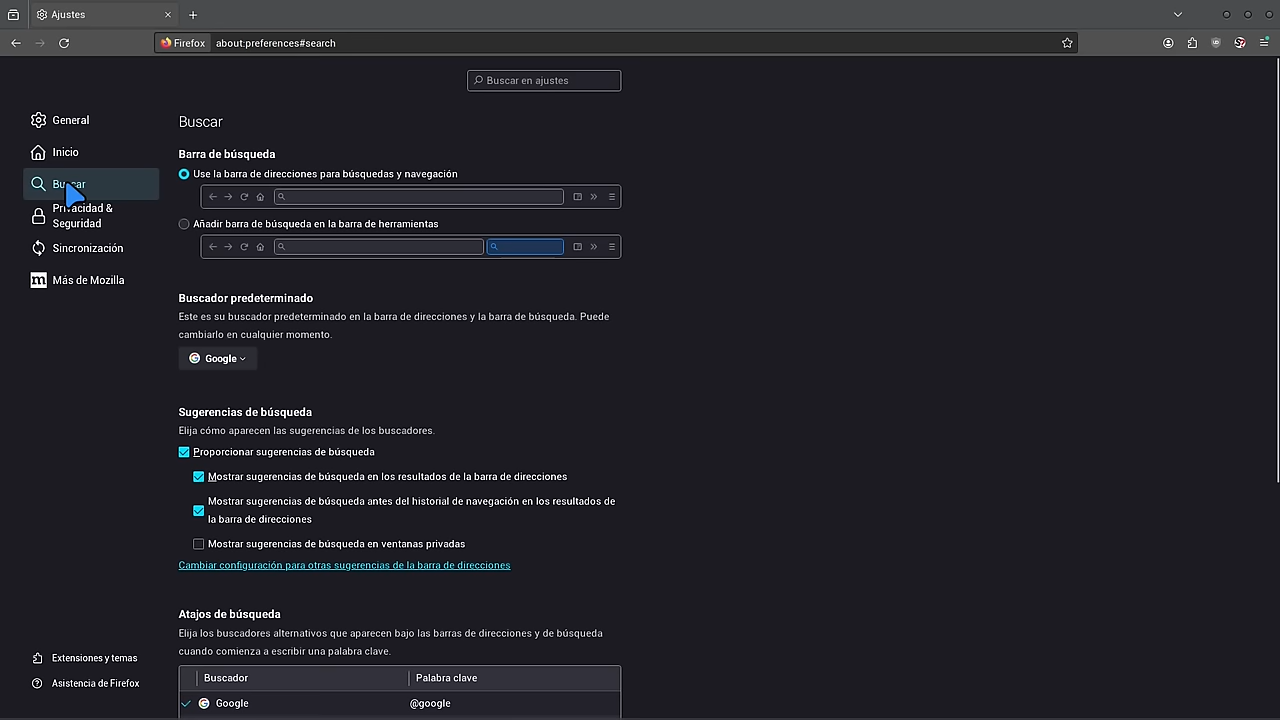 Ajustes
Firefox
about:preferences#search
Buscar en ajustes
General
Inicio
Buscar
Privacidad &
Seguridad
Sincronización
Más de Mozilla
Extensiones y temas
Asistencia de Firefox
Buscar
Barra de búsqueda
Use la barra de direcciones para búsquedas y navegación
Añadir barra de búsqueda en la barra de herramientas
Buscador predeterminado
Este es su buscador predeterminado en la barra de direcciones y la barra de búsqueda. Puede
cambiarlo en cualquier momento.
Google
Sugerencias de búsqueda
Elija cómo aparecen las sugerencias de los buscadores.
Proporcionar sugerencias de búsqueda
Mostrar sugerencias de búsqueda en los resultados de la barra de direcciones
Mostrar sugerencias de búsqueda antes del historial de navegación en los resultados de
la barra de direcciones
Mostrar sugerencias de búsqueda en ventanas privadas
Cambiar configuración para otras sugerencias de la barra de direcciones
Atajos de búsqueda
Elija los buscadores alternativos que aparecen bajo las barras de direcciones y de búsqueda
cuando comienza a escribir una palabra clave.
Buscador Palabra clave
Google @google